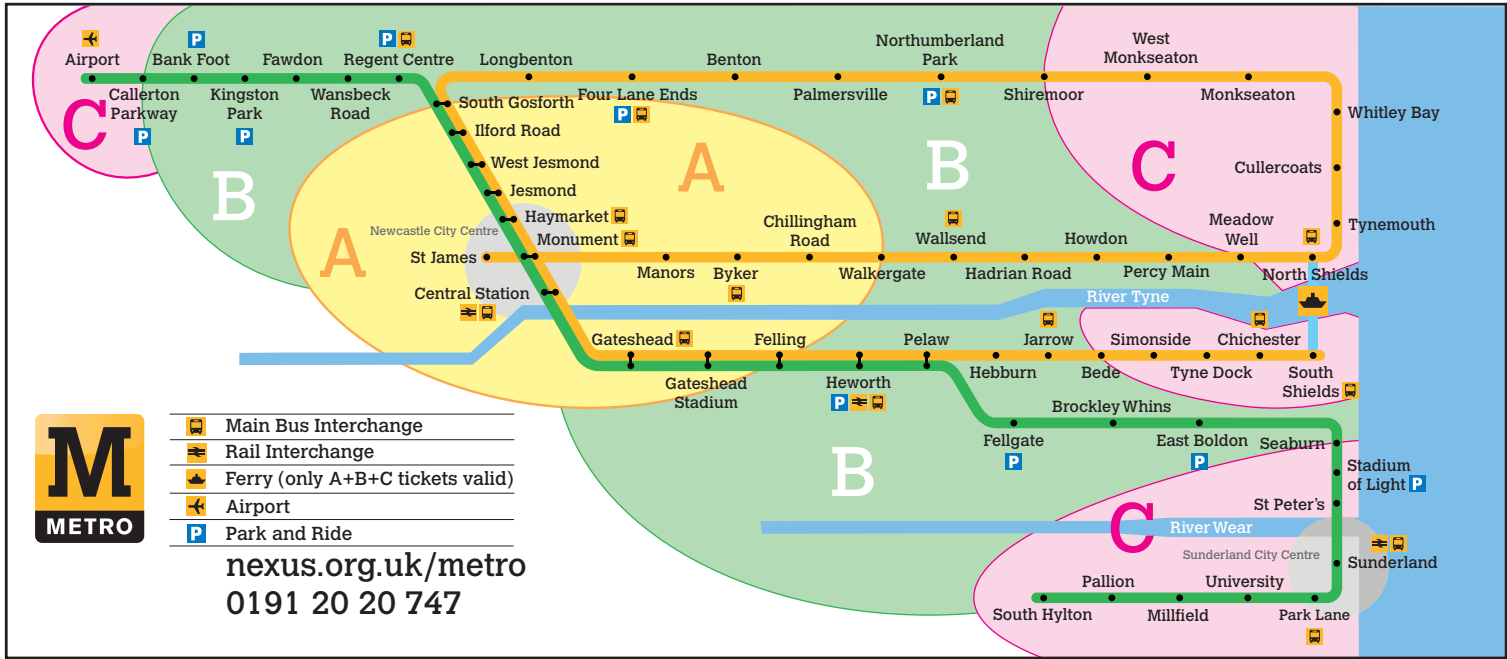 Airport
Callerton
Parkway
Bank Foot
Kingston
Park
Fawdon
Wansbeck
Road
Regent Centre
Longbenton
Four Lane Ends
Benton
Palmersville
Northumberland
Park
Shiremoor
West
Monkseaton
Monkseaton
Whitley Bay
Cullercoats
Tynemouth
South Gosforth
Ilford Road
West Jesmond
Jesmond
Haymarket
Newcastle City Centre
Monument
St James
Central Station
Manors
Byker
Chillingham
Road
Walkergate
Wallsend
Hadrian Road
Howdon
Percy Main
Meadow
Well
North Shields
River Tyne
Gateshead
Gateshead
Stadium
Felling
Heworth
Pelaw
Hebburn
Jarrow
Bede
Simonside
Tyne Dock
Chichester
South
Shields
Fellgate
Brockley Whins
East Boldon
Seaburn
Stadium
of Light
St Peter's
River Wear
Sunderland City Centre
Sunderland
Park Lane
University
Millfield
Pallion
South Hylton
A
A
B
B
B
C
C
C
P
P
P
P
P
P
P
P
P
P
M
METRO
Main Bus Interchange
Rail Interchange
Ferry (only A+B+C tickets valid)
Airport
P Park and Ride
nexus.org.uk/metro
0191 20 20 747